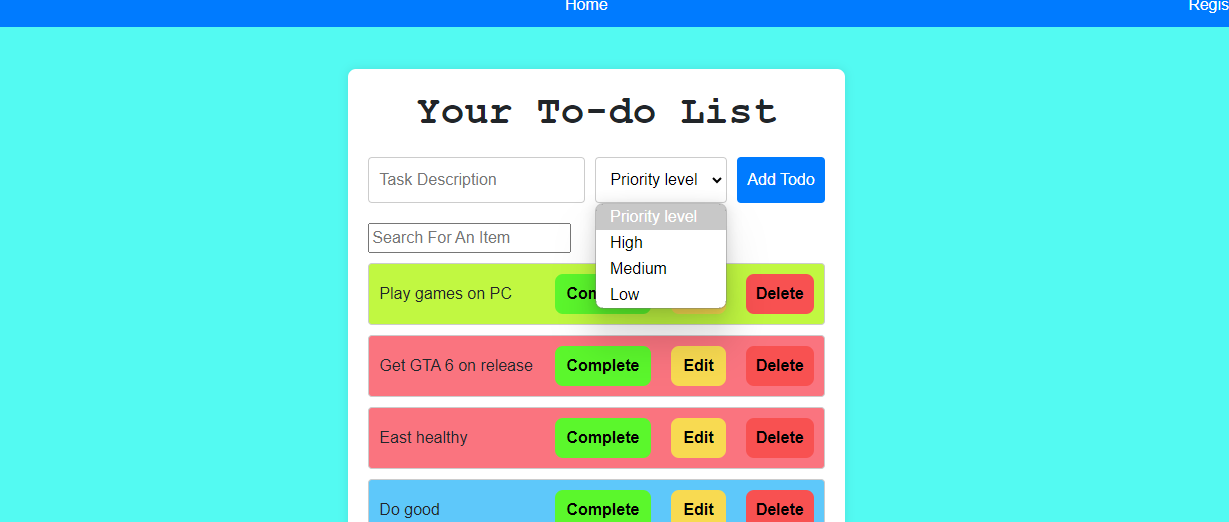 Home Regis
Your To-do List
Task Description Priority level Add Todo
Priority level
High
Medium
Low
Search For An Item
Play games on PC Com Delete
Get GTA 6 on release Complete Edit Delete
East healthy Complete Edit Delete
Do good Complete Edit Delete